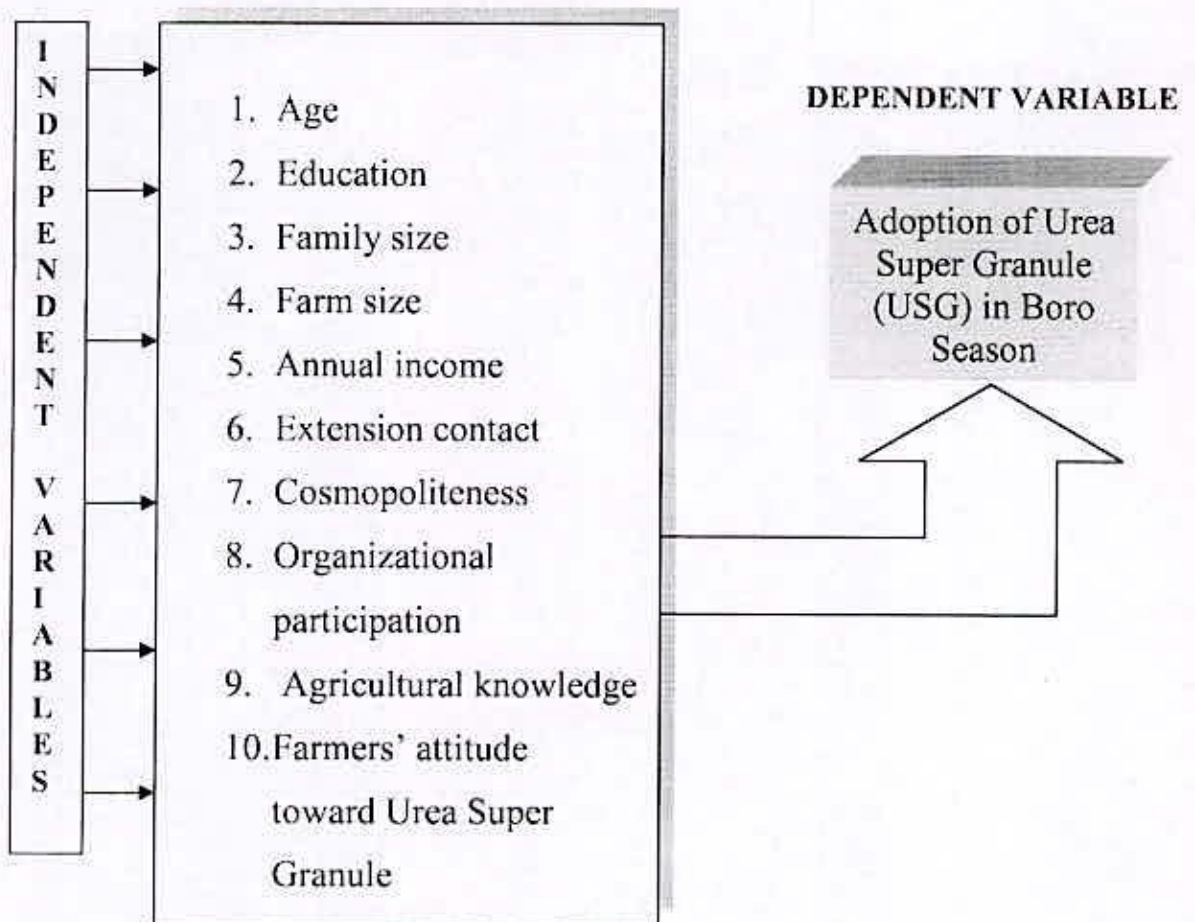 INDEPENDENT VARIABLES
1. Age
2. Education
3. Family size
4. Farm size
5. Annual income
6. Extension contact
7. Cosmopoliteness
8. Organizational
participation
9. Agricultural knowledge
10.Farmers’ attitude
toward Urea Super
Granule
DEPENDENT VARIABLE
Adoption of Urea
Super Granule
(USG) in Boro
Season